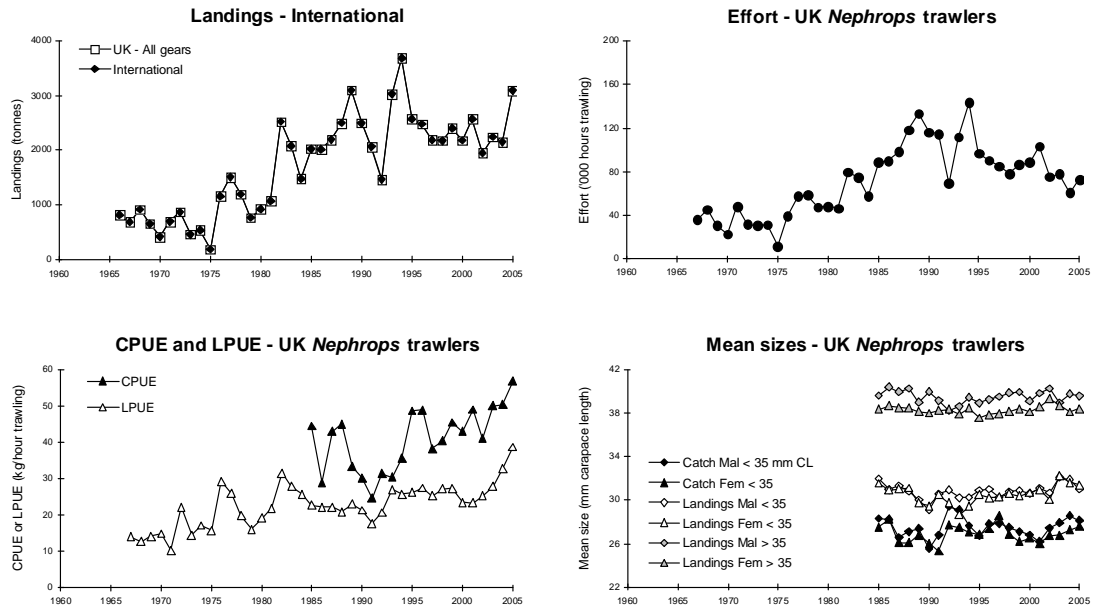 Landings - International
4000
3000
2000
1000
0
Landings (tonnes)
UK - All gears
International
1960 1965 1970 1975 1980 1985 1990 1995 2000 2005
Effort - UK Nephrops trawlers
200
160
120
80
40
0
Effort ('000 hours trawling)
1960 1965 1970 1975 1980 1985 1990 1995 2000 2005
CPUE and LPUE - UK Nephrops trawlers
60
50
40
30
20
10
0
CPUE or LPUE (kg/hour trawling)
CPUE
LPUE
1960 1965 1970 1975 1980 1985 1990 1995 2000 2005
Mean sizes - UK Nephrops trawlers
42
38
34
30
26
22
Mean size (mm carapace length)
Catch Mal < 35 mm CL
Catch Fem < 35
Landings Mal < 35
Landings Fem < 35
Landings Mal > 35
Landings Fem > 35
1960 1965 1970 1975 1980 1985 1990 1995 2000 2005